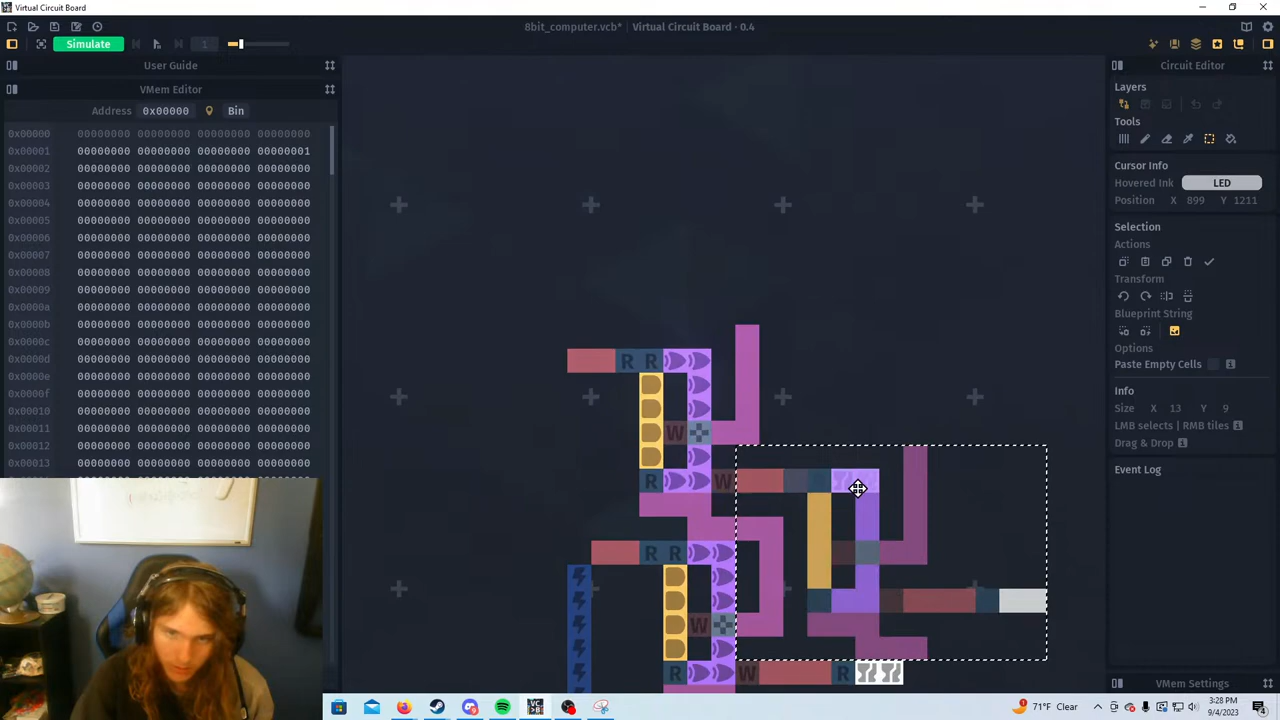 Virtual Circuit Board
8bit_computer.vcb* Virtual Circuit Board · 0.4
Simulate
1
User Guide
VMem Editor
Address 0x00000 Bin
0x00000 00000000 00000000 00000000 00000000
0x00001 00000000 00000000 00000000 00000001
0x00002 00000000 00000000 00000000 00000000
0x00003 00000000 00000000 00000000 00000000
0x00004 00000000 00000000 00000000 00000000
0x00005 00000000 00000000 00000000 00000000
0x00006 00000000 00000000 00000000 00000000
0x00007 00000000 00000000 00000000 00000000
0x00008 00000000 00000000 00000000 00000000
0x00009 00000000 00000000 00000000 00000000
0x0000a 00000000 00000000 00000000 00000000
0x0000b 00000000 00000000 00000000 00000000
0x0000c 00000000 00000000 00000000 00000000
0x0000d 00000000 00000000 00000000 00000000
0x0000e 00000000 00000000 00000000 00000000
0x0000f 00000000 00000000 00000000 00000000
0x00010 00000000 00000000 00000000 00000000
0x00011 00000000 00000000 00000000 00000000
0x00012 00000000 00000000 00000000 00000000
0x00013 00000000 00000000 00000000 00000000
R R
W
R W
R R
W
R W R
Circuit Editor
Layers
Tools
Cursor Info
Hovered Ink LED
Position X 899 Y 1211
Selection
Actions
Transform
Blueprint String
Options
Paste Empty Cells
Info
Size X 13 Y 9
LMB selects | RMB tiles
Drag & Drop
Event Log
VMem Settings
71°F Clear
3:28 PM
9/4/2023